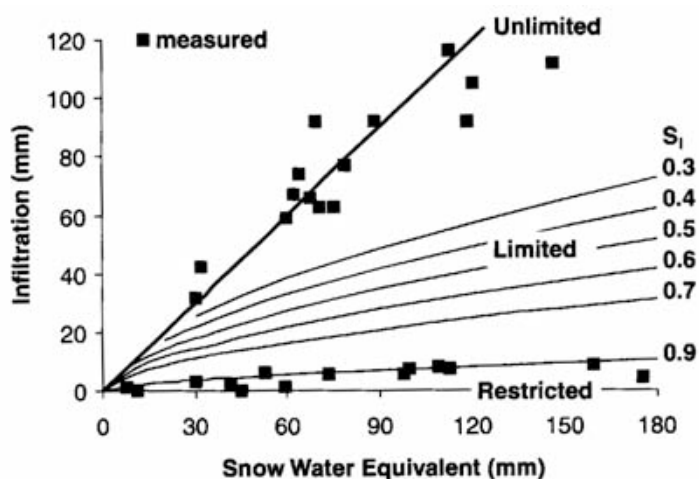 Unlimited
120
■ measured
100
S_I
0.3
80
0.4
0.5
60
Limited
0.6
40
0.7
20
0.9
0
Restricted
0 30 60 90 120 150 180
Infiltration (mm)
Snow Water Equivalent (mm)